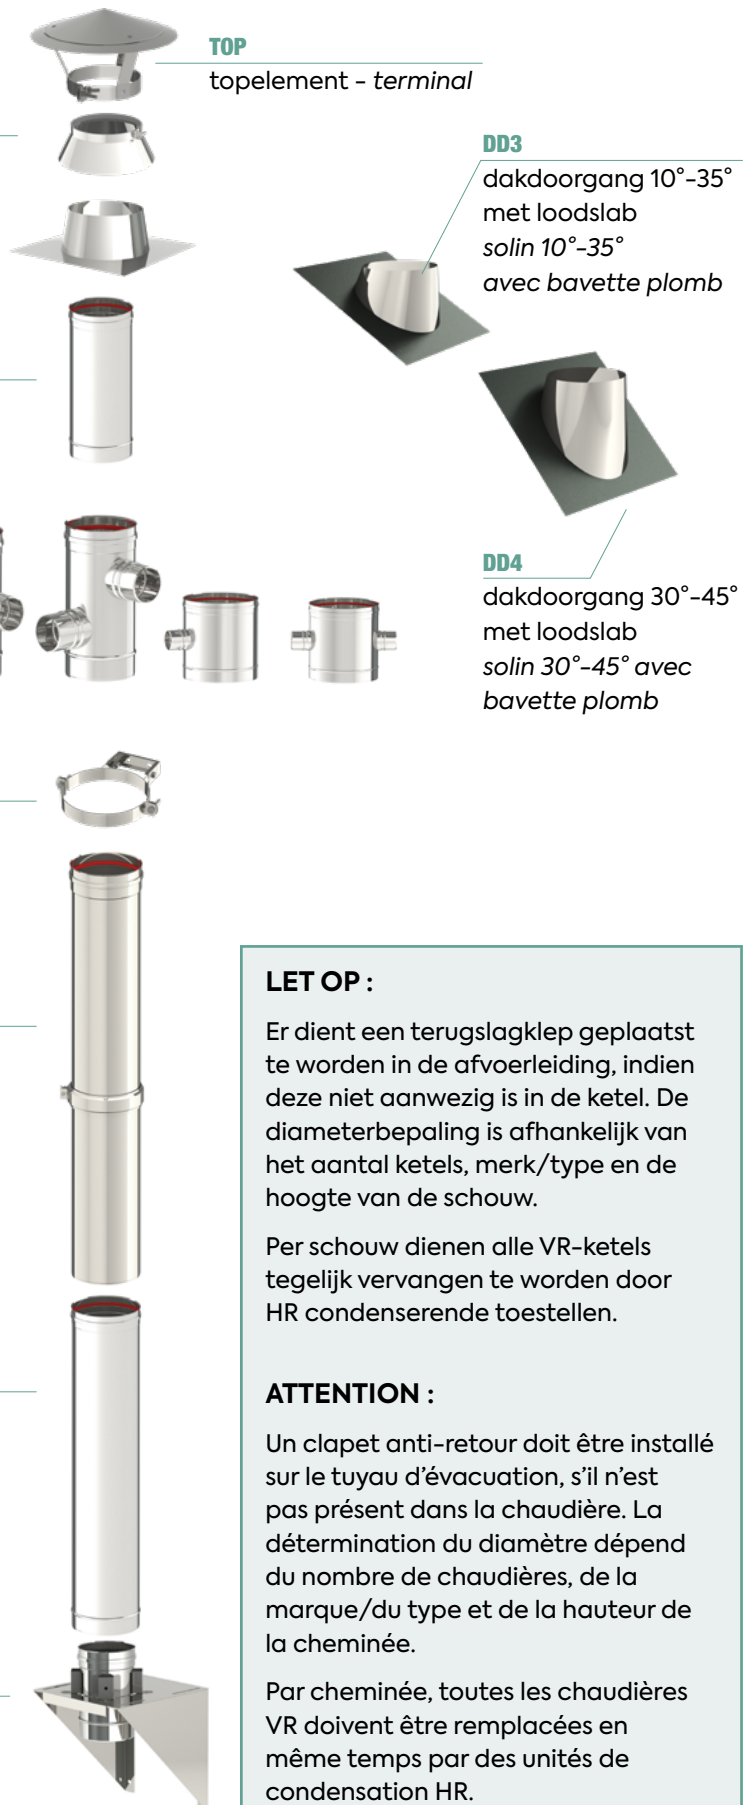 TOP
topelement - terminal
DD3
dakdoorgang 10°-35°
met loodslab
solin 10°-35°
avec bavette plomb
DD4
dakdoorgang 30°-45°
met loodslab
solin 30°-45° avec
bavette plomb
LET OP :
Er dient een terugslagklep geplaatst
te worden in de afvoerleiding, indien
deze niet aanwezig is in de ketel. De
diameterbepaling is afhankelijk van
het aantal ketels, merk/type en de
hoogte van de schouw.
Per schouw dienen alle VR-ketels
tegelijk vervangen te worden door
HR condenserende toestellen.
ATTENTION :
Un clapet anti-retour doit être installé
sur le tuyau d'évacuation, s'il n'est
pas présent dans la chaudière. La
détermination du diamètre dépend
du nombre de chaudières, de la
marque/du type et de la hauteur de
la cheminée.
Par cheminée, toutes les chaudières
VR doivent être remplacées en
même temps par des unités de
condensation HR.